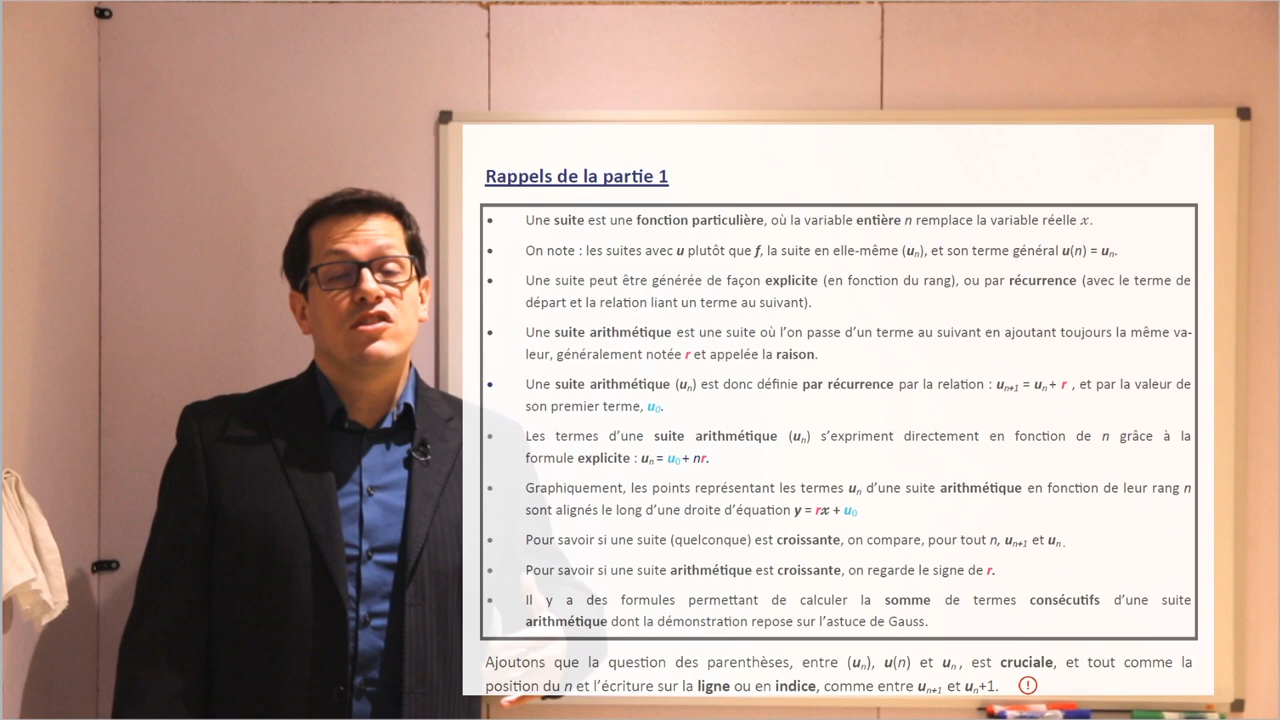 Rappels de la partie 1
• Une suite est une fonction particulière, où la variable entière n remplace la variable réelle x.
• On note : les suites avec u plutôt que f, la suite en elle-même (uₙ), et son terme général u(n) = uₙ.
• Une suite peut être générée de façon explicite (en fonction du rang), ou par récurrence (avec le terme de
départ et la relation liant un terme au suivant).
• Une suite arithmétique est une suite où l’on passe d’un terme au suivant en ajoutant toujours la même va-
leur, généralement notée r et appelée la raison.
• Une suite arithmétique (uₙ) est donc définie par récurrence par la relation : uₙ₊₁ = uₙ + r , et par la valeur de
son premier terme, u₀.
• Les termes d’une suite arithmétique (uₙ) s’expriment directement en fonction de n grâce à la
formule explicite : uₙ = u₀ + nr.
• Graphiquement, les points représentant les termes uₙ d’une suite arithmétique en fonction de leur rang n
sont alignés le long d’une droite d’équation y = rx + u₀
• Pour savoir si une suite (quelconque) est croissante, on compare, pour tout n, uₙ₊₁ et uₙ.
• Pour savoir si une suite arithmétique est croissante, on regarde le signe de r.
• Il y a des formules permettant de calculer la somme de termes consécutifs d’une suite
arithmétique dont la démonstration repose sur l’astuce de Gauss.
Ajoutons que la question des parenthèses, entre (uₙ), u(n) et uₙ, est cruciale, et tout comme la
position du n et l’écriture sur la ligne ou en indice, comme entre uₙ₊₁ et uₙ+1. !